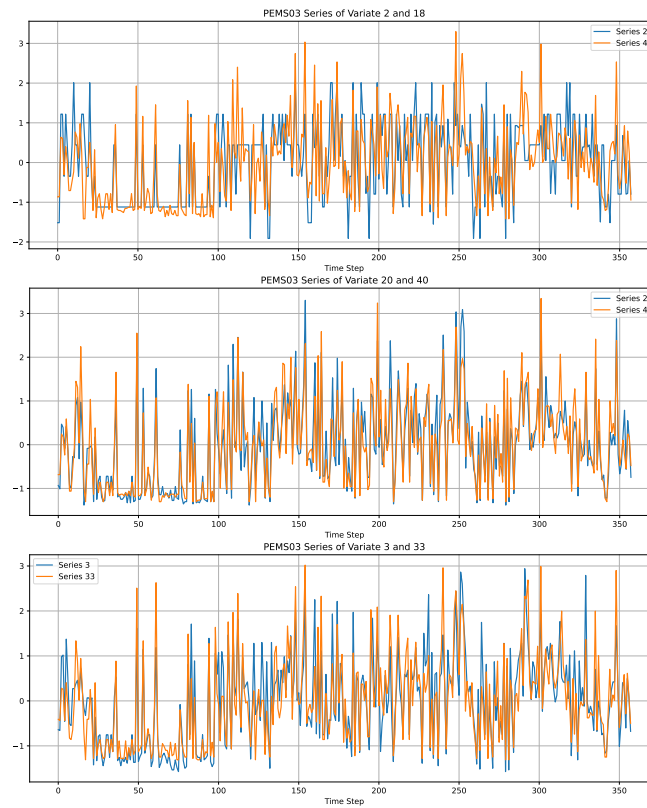 PEMS03 Series of Variate 2 and 18
Series 2
Series 4
3
2
1
0
−1
−2
0 50 100 150 200 250 300 350
Time Step
PEMS03 Series of Variate 20 and 40
Series 2
Series 4
3
2
1
0
−1
0 50 100 150 200 250 300 350
Time Step
PEMS03 Series of Variate 3 and 33
Series 3
Series 33
3
2
1
0
−1
0 50 100 150 200 250 300 350
Time Step